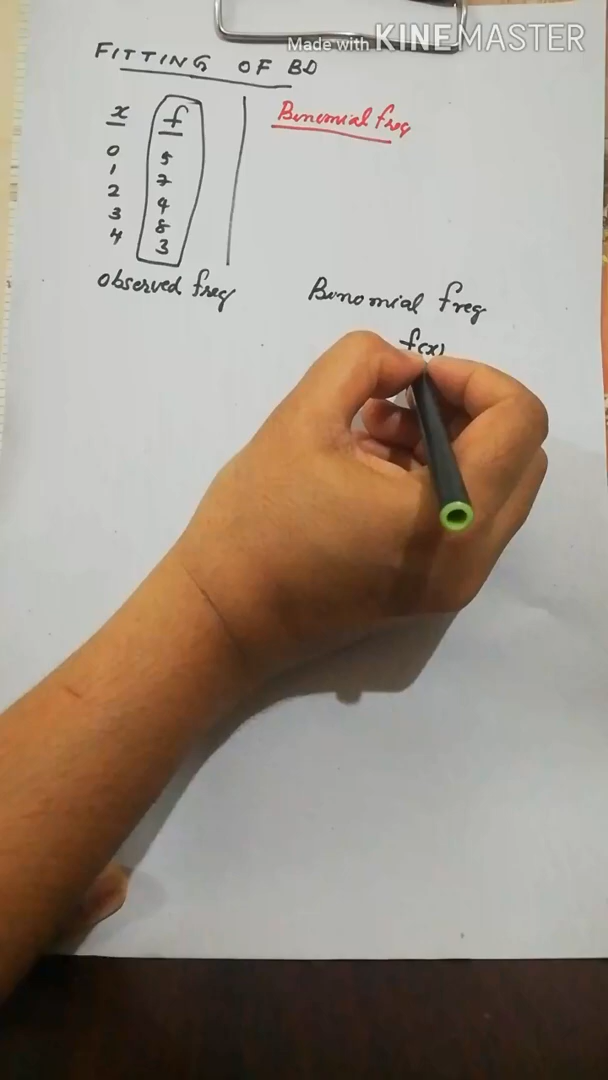 Made with KINEMASTER
FITTING OF BD
x f
0 5
1 7
2 4
3 8
4 3
Binomial freq
observed freq
Binomial freq
f(x)